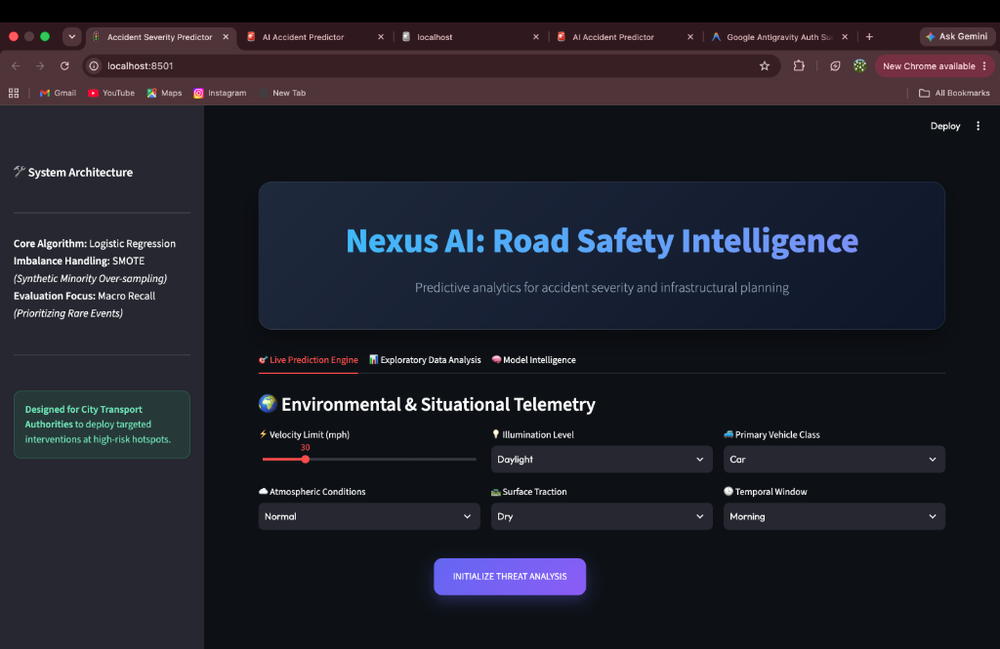 Accident Severity Predictor
AI Accident Predictor
localhost
AI Accident Predictor
Google Antigravity Auth Su
Ask Gemini
localhost:8501
New Chrome available
Gmail
YouTube
Maps
Instagram
New Tab
All Bookmarks
Deploy
System Architecture
Core Algorithm: Logistic Regression
Imbalance Handling: SMOTE
(Synthetic Minority Over-sampling)
Evaluation Focus: Macro Recall
(Prioritizing Rare Events)
Designed for City Transport
Authorities to deploy targeted
interventions at high-risk hotspots.
Nexus AI: Road Safety Intelligence
Predictive analytics for accident severity and infrastructural planning
Live Prediction Engine
Exploratory Data Analysis
Model Intelligence
Environmental & Situational Telemetry
Velocity Limit (mph)
30
Illumination Level
Daylight
Primary Vehicle Class
Car
Atmospheric Conditions
Normal
Surface Traction
Dry
Temporal Window
Morning
INITIALIZE THREAT ANALYSIS